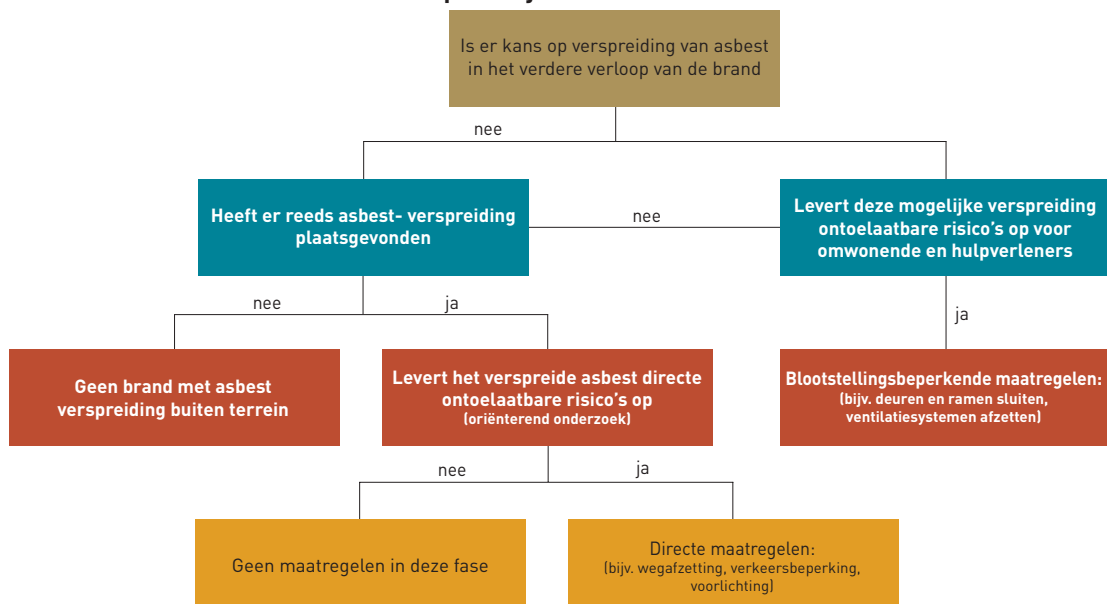 Is er kans op verspreiding van asbest
in het verdere verloop van de brand
nee
Heeft er reeds asbest- verspreiding
plaatsgevonden
nee
Levert deze mogelijke verspreiding
ontoelaatbare risico's op voor
omwonende en hulpverleners
nee
ja
ja
Geen brand met asbest
verspreiding buiten terrein
Levert het verspreide asbest directe
ontoelaatbare risico's op
(oriënterend onderzoek)
Blootstellingsbeperkende maatregelen:
(bijv. deuren en ramen sluiten,
ventilatiesystemen afzetten)
nee
ja
Geen maatregelen in deze fase
Directe maatregelen:
(bijv. wegafzetting, verkeersbeperking,
voorlichting)